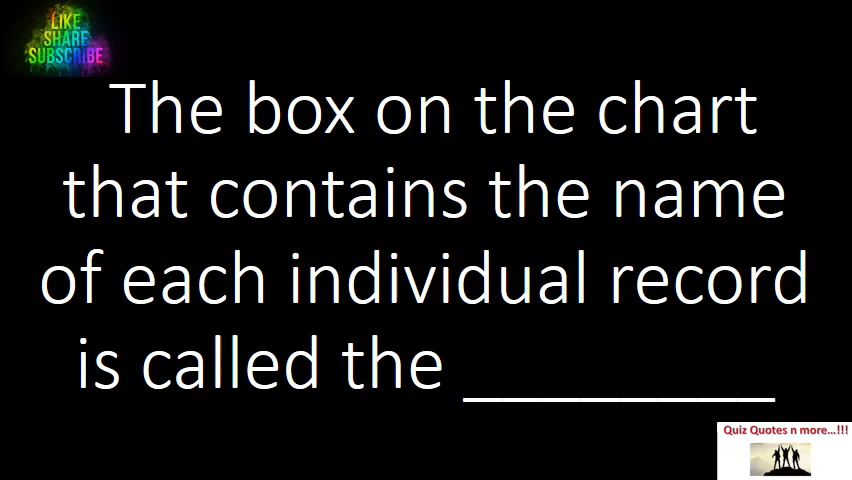 LIKE
SHARE
SUBSCRIBE
The box on the chart
that contains the name
of each individual record
is called the _________
Quiz Quotes n more...!!!